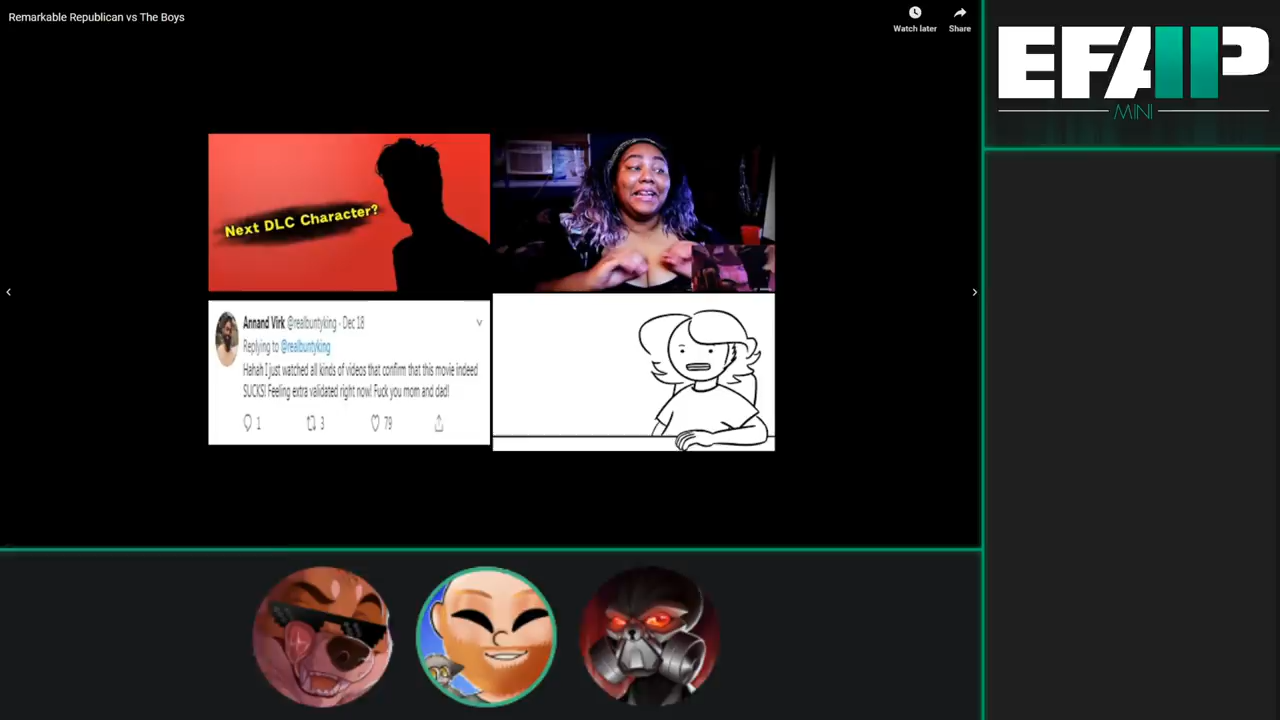 Remarkable Republican vs The Boys
Watch later
Share
EFAP
MINI
Next DLC Character?
Annand Virk @realbuntyking · Dec 18
Replying to @realbuntyking
Hahah I just watched all kinds of videos that confirm that this movie indeed
SUCKS! Feeling extra validated right now! Fuck you mom and dad!
1
3
79